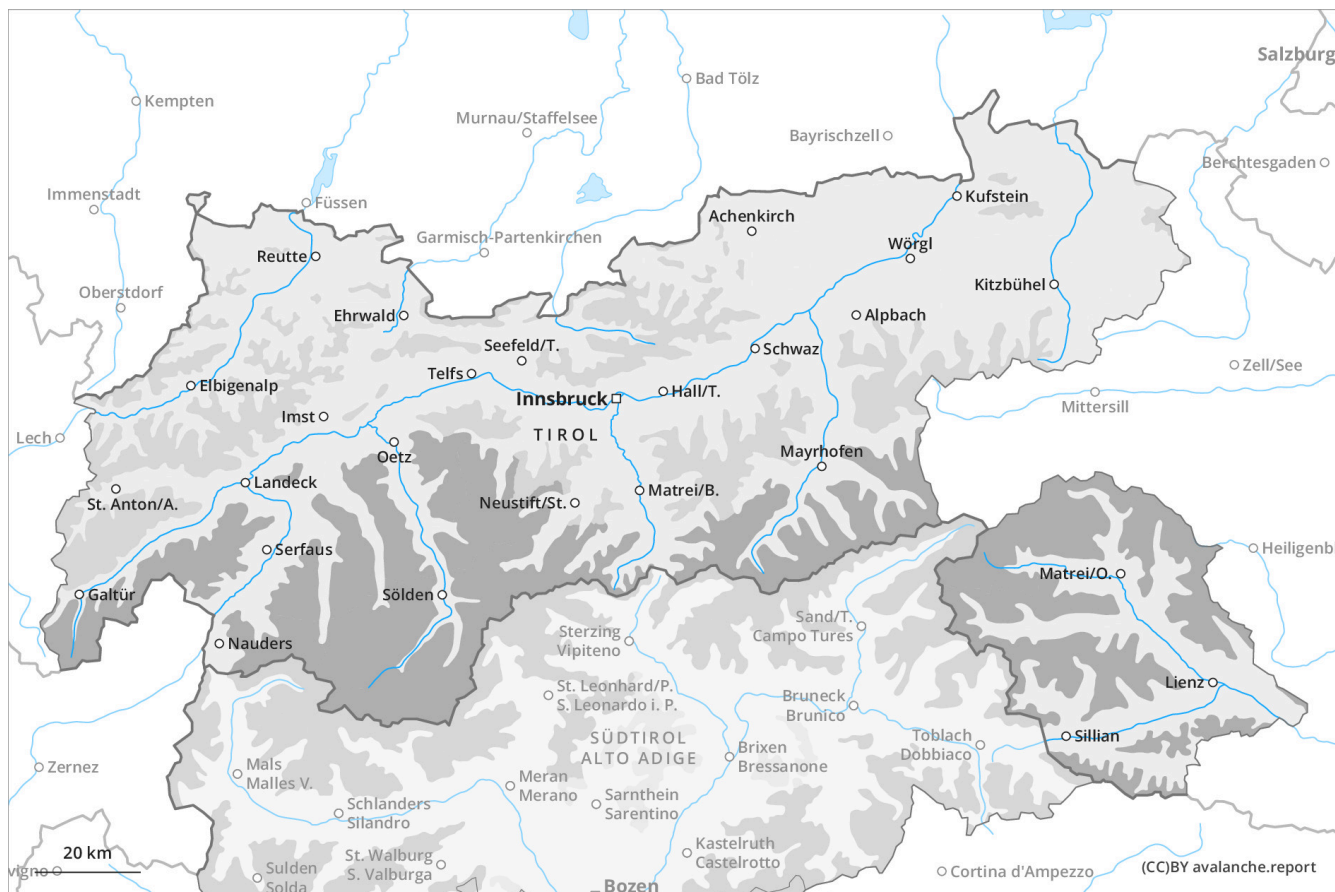 Salzburg
Bad Tölz
Kempten
Murnau/Staffelsee
Bayrischzell
Berchtesgaden
Immenstadt
Kufstein
Füssen
Achenkirch
Garmisch-Partenkirchen
Wörgl
Reutte
Kitzbühel
Oberstdorf
Ehrwald
Alpbach
Seefeld/T.
Schwaz
Telfs
Zell/See
Elbigenalp
Hall/T.
Innsbruck
Mittersill
Imst
TIROL
Lech
Oetz
Mayrhofen
Landeck
Matrei/B.
St. Anton/A.
Neustift/St.
Serfaus
Heiligenb
Matrei/O.
Galtür
Sölden
Sand/T.
Campo Tures
Sterzing
Vipiteno
Nauders
Lienz
St. Leonhard/P.
S. Leonardo i. P.
Bruneck
Brunico
Sillian
SÜDTIROL
ALTO ADIGE
Toblach
Dobbiaco
Brixen
Bressanone
Zernez
Mals
Malles V.
Meran
Merano
Sarnthein
Sarentino
Schlanders
Silandro
Kastelruth
Castelrotto
20 km
St. Walburg
S. Valburga
vigno
Sulden
Solda
Cortina d'Ampezzo
(CC)BY avalanche.report
Bozen